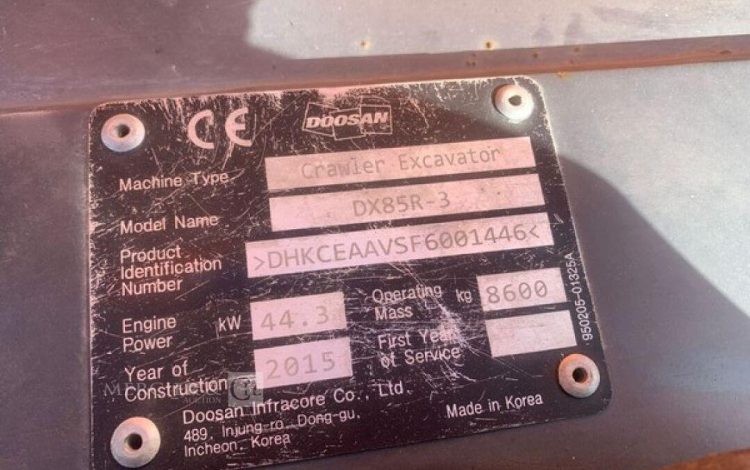 CE DOOSAN
Machine Type Crawler Excavator
Model Name DX85R-3
Product
Identification
Number >DHKCEAAVSF6001446<
Engine
Power kW 44.3
Operating
Mass kg 8600
Year of
Construction 2015
First Year
of Service
Doosan Infracore Co., Ltd.
489, Injung-ro, Dong-gu,
Incheon, Korea
Made in Korea
950205-01325A
AUCTION